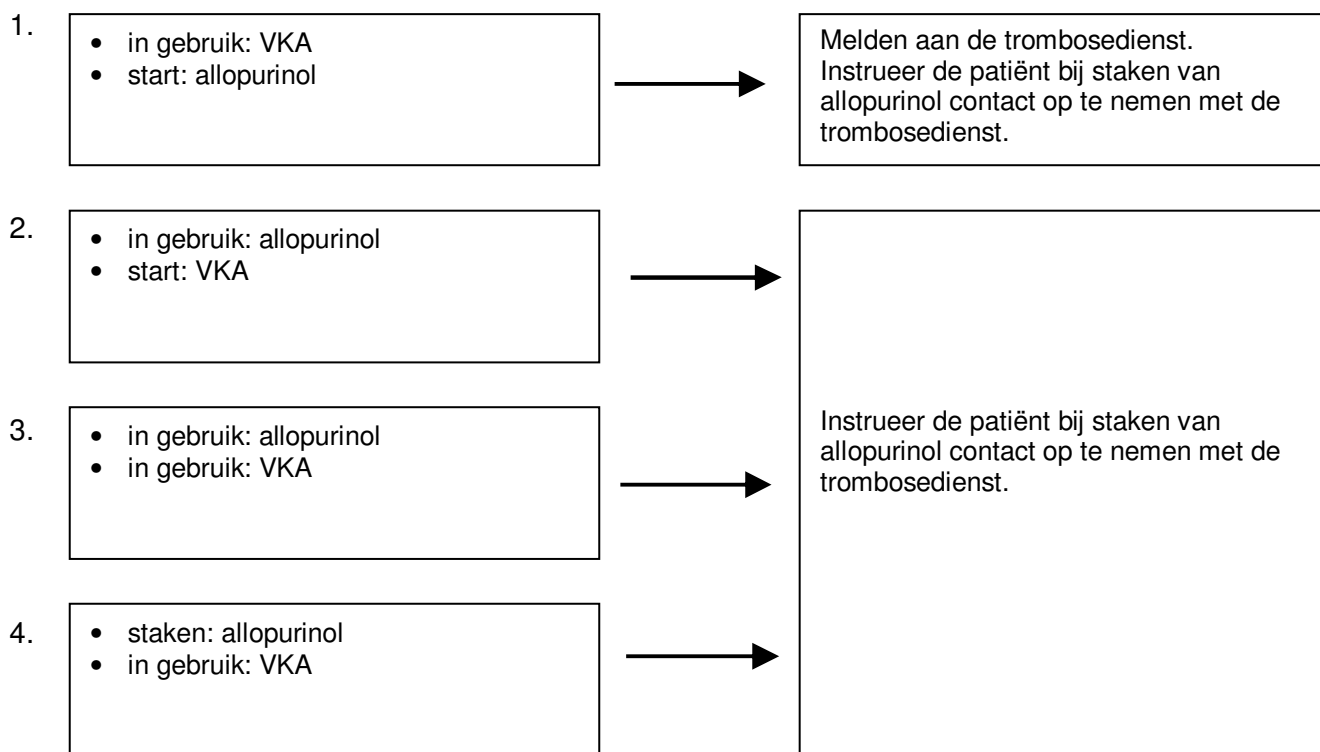 1.
• in gebruik: VKA
• start: allopurinol
Melden aan de trombosedienst.
Instrueer de patiënt bij staken van
allopurinol contact op te nemen met de
trombosedienst.
2.
• in gebruik: allopurinol
• start: VKA
3.
• in gebruik: allopurinol
• in gebruik: VKA
Instrueer de patiënt bij staken van
allopurinol contact op te nemen met de
trombosedienst.
4.
• staken: allopurinol
• in gebruik: VKA